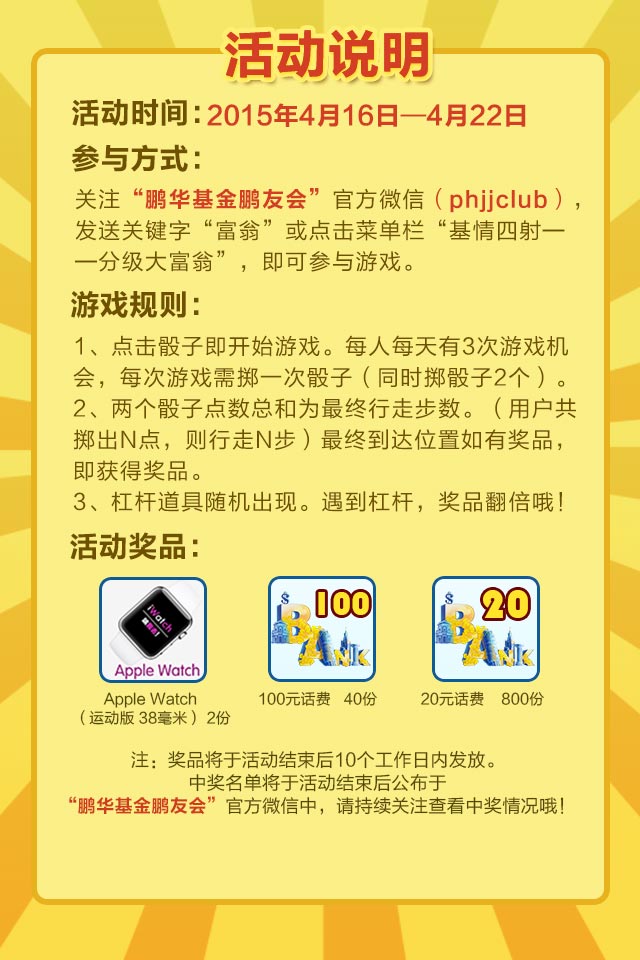 活动说明
活动时间：2015年4月16日—4月22日
参与方式：
关注“鹏华基金鹏友会”官方微信（phjjclub），
发送关键字“富翁”或点击菜单栏“基情四射一
一分级大富翁”，即可参与游戏。
游戏规则：
1、点击骰子即开始游戏。每人每天有3次游戏机
会，每次游戏需掷一次骰子（同时掷骰子2个）。
2、两个骰子点数总和为最终行走步数。（用户共
掷出N点，则行走N步）最终到达位置如有奖品，
即获得奖品。
3、杠杆道具随机出现。遇到杠杆，奖品翻倍哦！
活动奖品：
iWatch
Apple Watch
100
BANK
20
BANK
Apple Watch
（运动版 38毫米）2份
100元话费 40份
20元话费 800份
注：奖品将于活动结束后10个工作日内发放。
中奖名单将于活动结束后公布于
“鹏华基金鹏友会”官方微信中，请持续关注查看中奖情况哦！